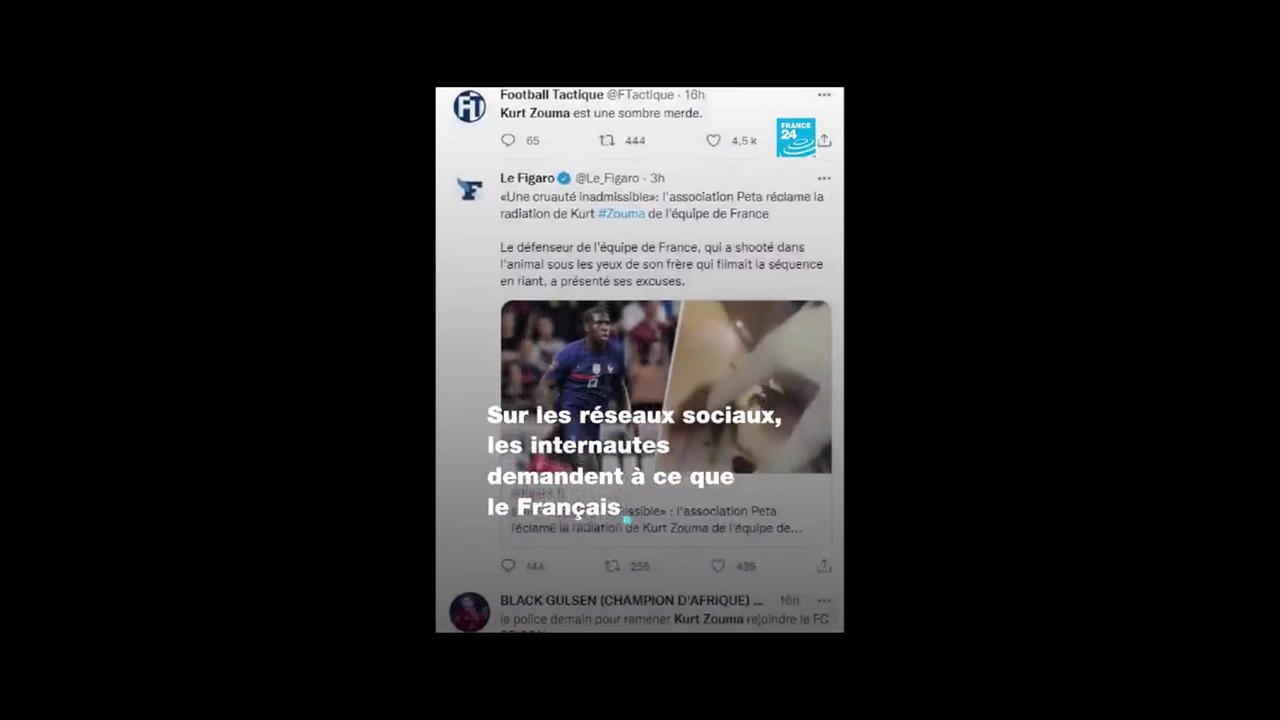 Football Tactique @FTactique · 16h
Kurt Zouma est une sombre merde.
65 444 4,5 k
FRANCE
24
Le Figaro @Le_Figaro · 3h
«Une cruauté inadmissible»: l'association Peta réclame la
radiation de Kurt #Zouma de l'équipe de France
Le défenseur de l'équipe de France, qui a shooté dans
l'animal sous les yeux de son frère qui filmait la séquence
en riant, a présenté ses excuses.
Sur les réseaux sociaux,
les internautes
demandent à ce que
le Français
: l'association Peta
réclame la radiation de Kurt Zouma de l'équipe de...
144 256 435
BLACK GULSEN (CHAMPION D'AFRIQUE) ... 16h
la police demain pour ramener Kurt Zouma rejoindre le FC